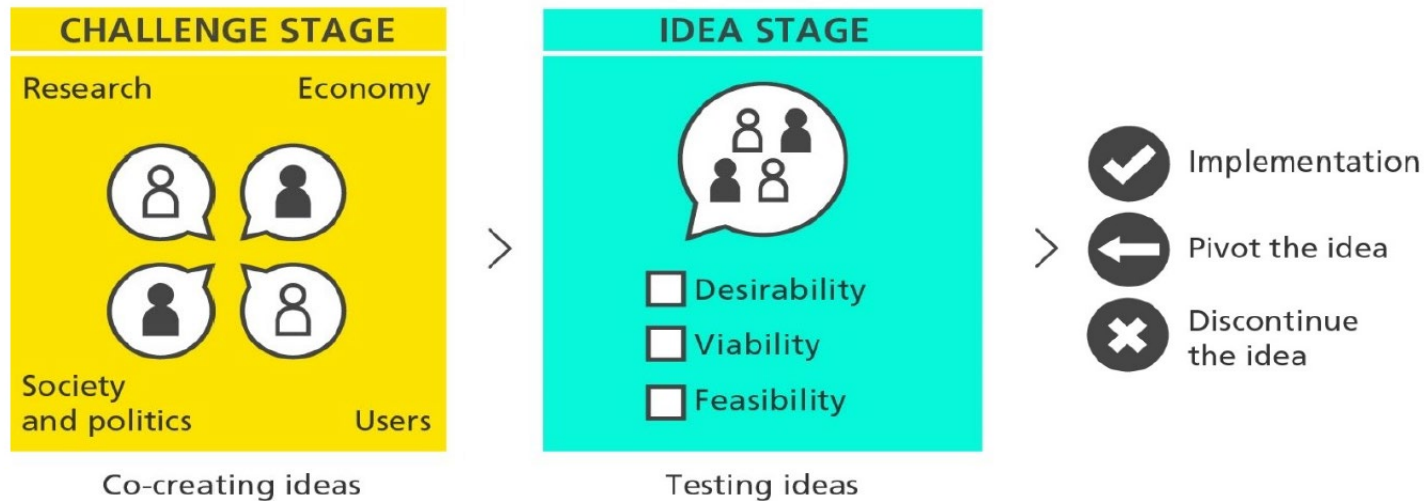 CHALLENGE STAGE
Research
Economy
Society
and politics
Users
Co-creating ideas
IDEA STAGE
Desirability
Viability
Feasibility
Testing ideas
Implementation
Pivot the idea
Discontinue
the idea